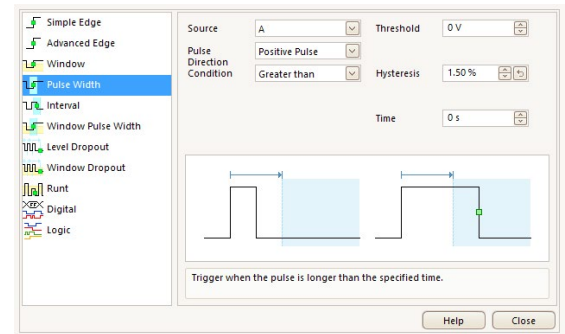 Simple Edge
Advanced Edge
Window
Pulse Width
Interval
Window Pulse Width
Level Dropout
Window Dropout
Runt
Digital
Logic
Source A Threshold 0 V
Pulse Direction Positive Pulse
Condition Greater than Hysteresis 1.50 %
Time 0 s
Trigger when the pulse is longer than the specified time.
Help Close